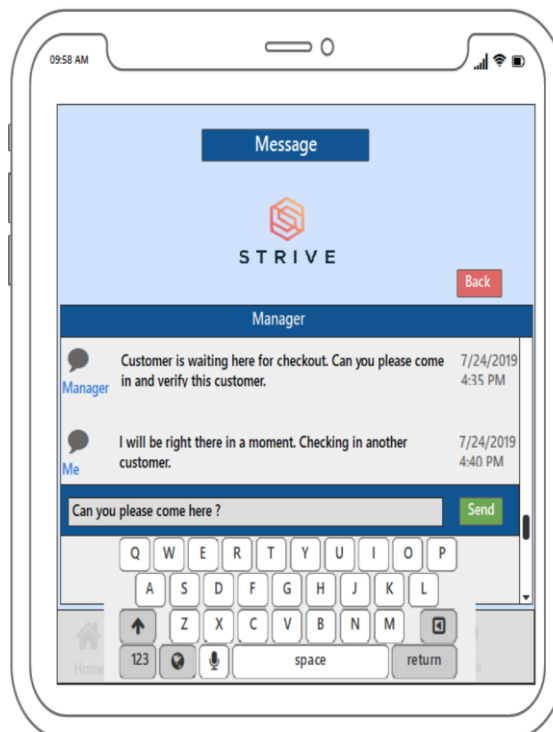 09:58 AM
Message
STRIVE
Back
Manager
Customer is waiting here for checkout. Can you please come
in and verify this customer.
7/24/2019
4:35 PM
Manager
I will be right there in a moment. Checking in another
customer.
7/24/2019
4:40 PM
Me
Can you please come here ?
Send
Q W E R T Y U I O P
A S D F G H J K L
Z X C V B N M
123 space return
Home